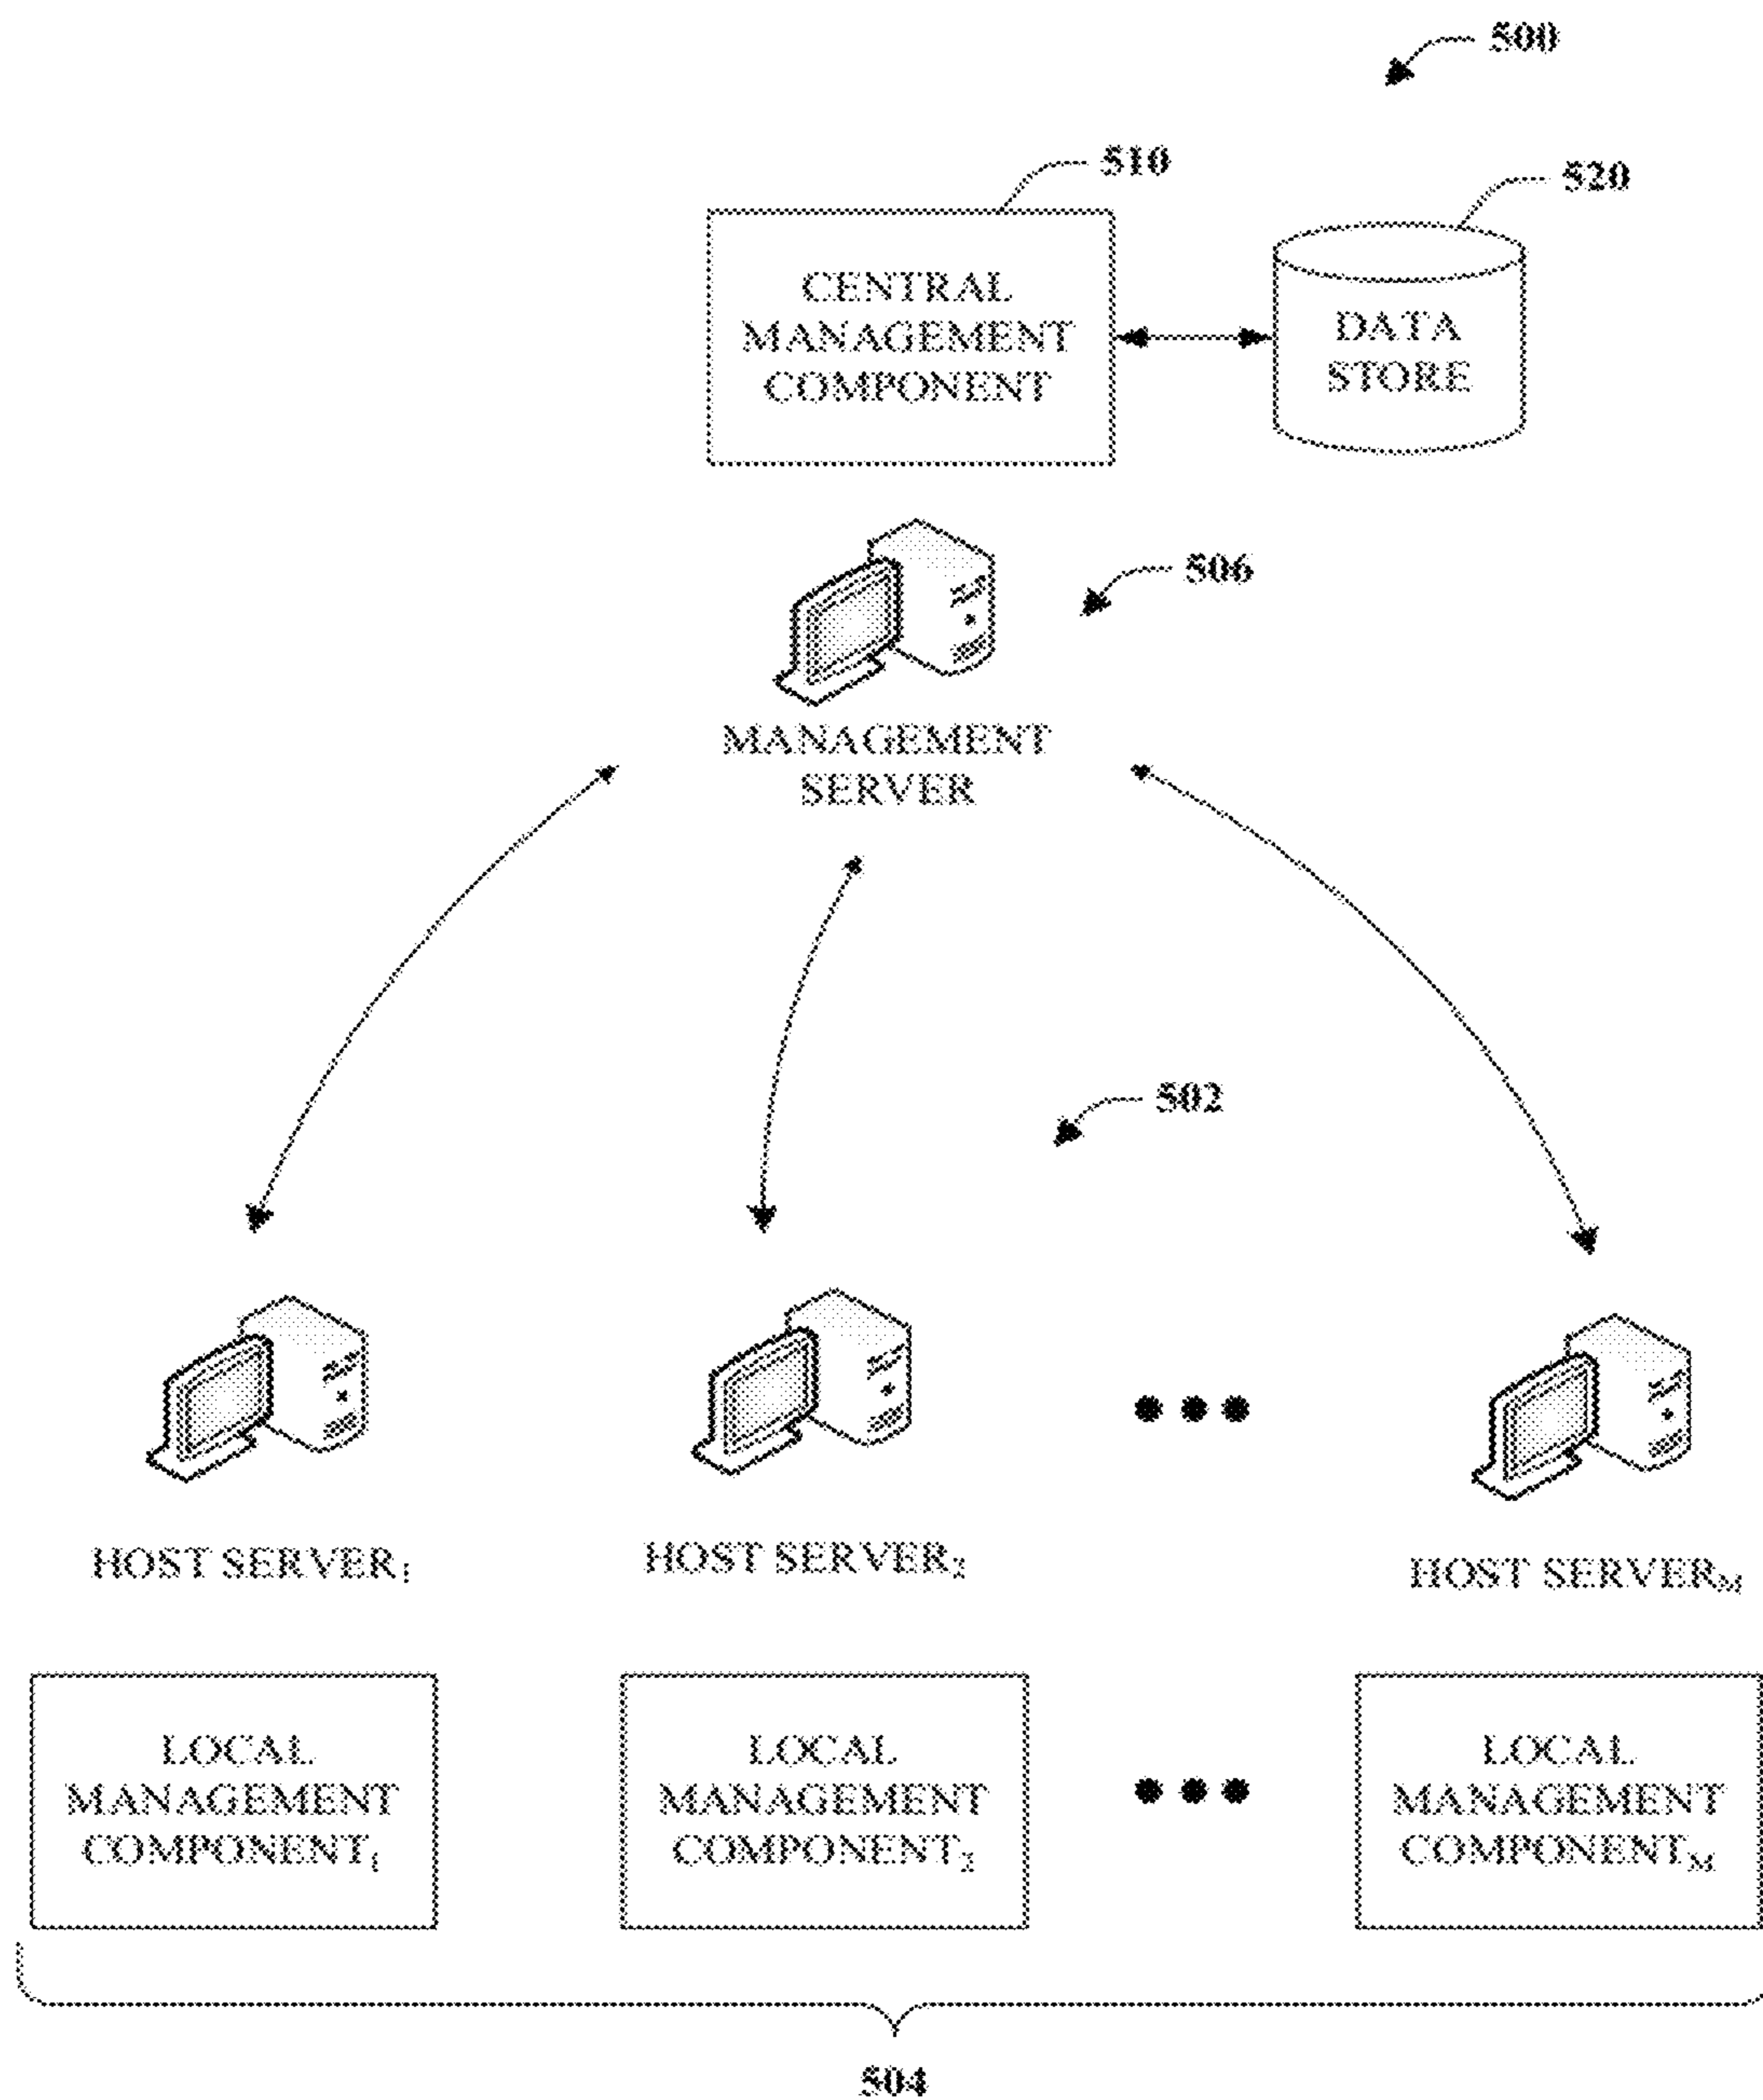 500
510
520
CENTRAL
MANAGEMENT
COMPONENT
DATA
STORE
506
MANAGEMENT
SERVER
502
HOST SERVER₁
HOST SERVER₂
HOST SERVERM
LOCAL
MANAGEMENT
COMPONENT₁
LOCAL
MANAGEMENT
COMPONENT₂
LOCAL
MANAGEMENT
COMPONENTM
504